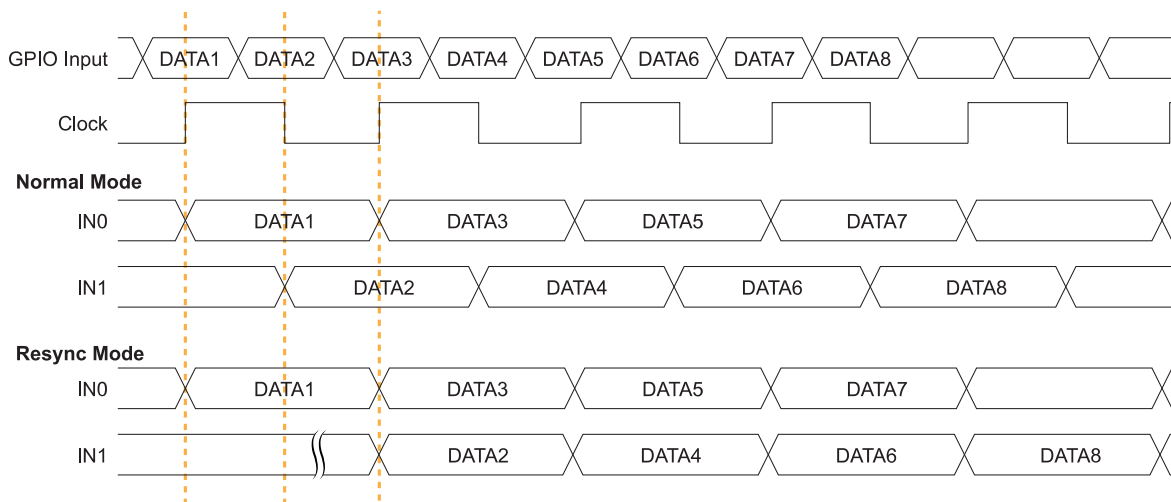 GPIO Input DATA1 DATA2 DATA3 DATA4 DATA5 DATA6 DATA7 DATA8
Clock
Normal Mode
IN0 DATA1 DATA3 DATA5 DATA7
IN1 DATA2 DATA4 DATA6 DATA8
Resync Mode
IN0 DATA1 DATA3 DATA5 DATA7
IN1 DATA2 DATA4 DATA6 DATA8